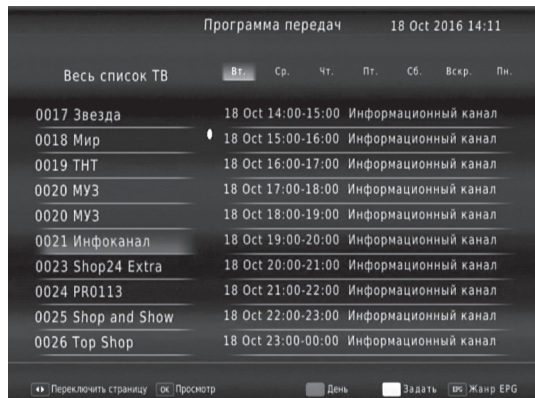 Программа передач 18 Oct 2016 14:11
Весь список ТВ
Вт. Ср. Чт. Пт. Сб. Вскр. Пн.
0017 Звезда 18 Oct 14:00-15:00 Информационный канал
0018 Мир 18 Oct 15:00-16:00 Информационный канал
0019 ТНТ 18 Oct 16:00-17:00 Информационный канал
0020 МУЗ 18 Oct 17:00-18:00 Информационный канал
0020 МУЗ 18 Oct 18:00-19:00 Информационный канал
0021 Инфоканал 18 Oct 19:00-20:00 Информационный канал
0023 Shop24 Extra 18 Oct 20:00-21:00 Информационный канал
0024 PR0113 18 Oct 21:00-22:00 Информационный канал
0025 Shop and Show 18 Oct 22:00-23:00 Информационный канал
0026 Top Shop 18 Oct 23:00-00:00 Информационный канал
Переключить страницу OK Просмотр День Задать EPG Жанр EPG